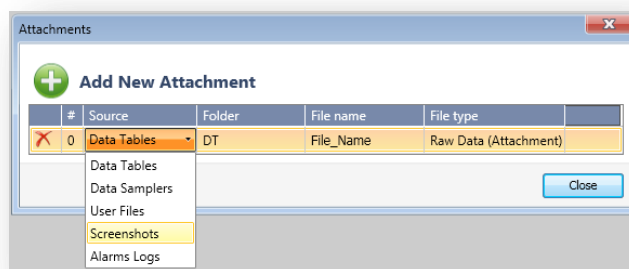 Attachments
Add New Attachment
# Source Folder File name File type
0 Data Tables DT File_Name Raw Data (Attachment)
Data Tables
Data Samplers
User Files
Screenshots
Alarms Logs
Close